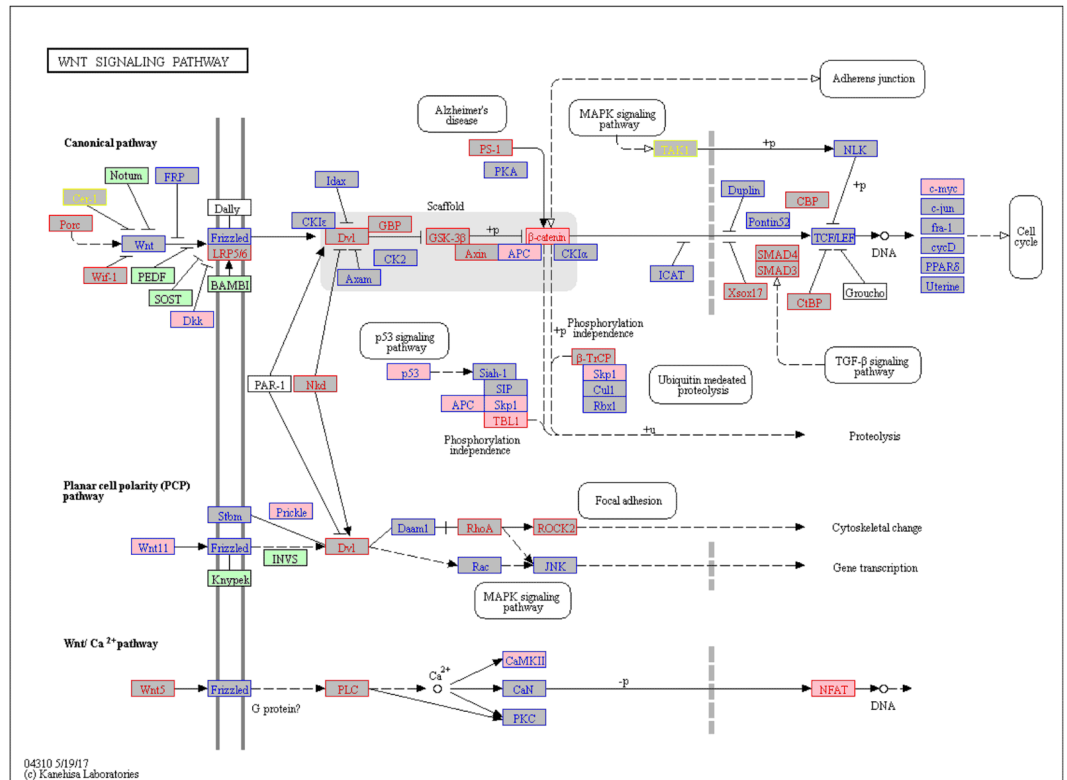 WNT SIGNALING PATHWAY
Adherens junction
Alzheimer's
disease
MAPK signaling
pathway
Canonical pathway
PS-1
TAK1
+p
NLK
Notum
FRP
PKA
Cer-1
Idax
Duplin
c-myc
Dally
Scaffold
CBP
+p
Porc
CKIε
GBP
Pontin52
c-jun
Wnt
Frizzled
Dvl
GSK-3β
+p
β-catenin
TCF/LEF
DNA
fra-1
Cell
cycle
LRP5/6
Axin
APC
CKIα
SMAD4
cycD
CK2
SMAD3
PPARδ
Wif-1
PEDF
BAMBI
Axam
ICAT
Uterine
SOST
Xsox17
CtBP
Groucho
Dkk
Phosphorylation
independence
+p
p53 signaling
pathway
β-TrCP
TGF-β signaling
pathway
p53
Siah-1
Skp1
PAR-1
Nkd
SIP
Cul1
Ubiquitin medeated
proteolysis
APC
Skp1
Rbx1
TBL1
+u
Proteolysis
Phosphorylation
independence
Planar cell polarity (PCP)
pathway
Focal adhesion
Stbm
Prickle
Daam1
RhoA
ROCK2
Cytoskeletal change
Wnt11
Frizzled
INVS
Dvl
Rac
JNK
Gene transcription
Knypek
MAPK signaling
pathway
Wnt/ Ca 2+ pathway
CaMKII
Ca2+
Wnt5
Frizzled
PLC
CaN
-p
NFAT
DNA
G protein?
PKC
04310 5/19/17
(c) Kanehisa Laboratories